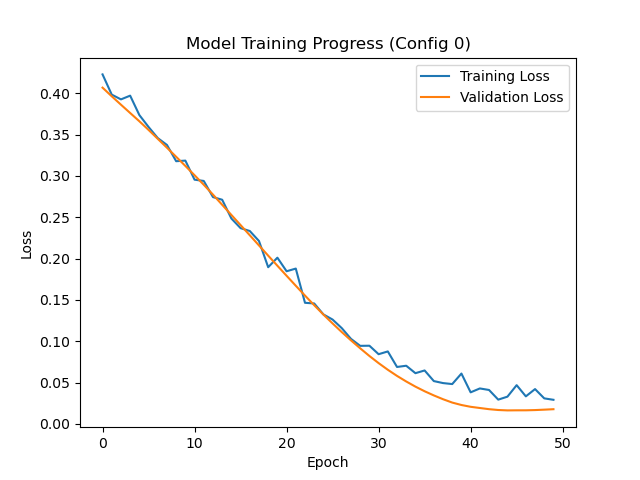 Model Training Progress (Config 0)
Training Loss
Validation Loss
0.40
0.35
0.30
0.25
0.20
0.15
0.10
0.05
0.00
Loss
0 10 20 30 40 50
Epoch